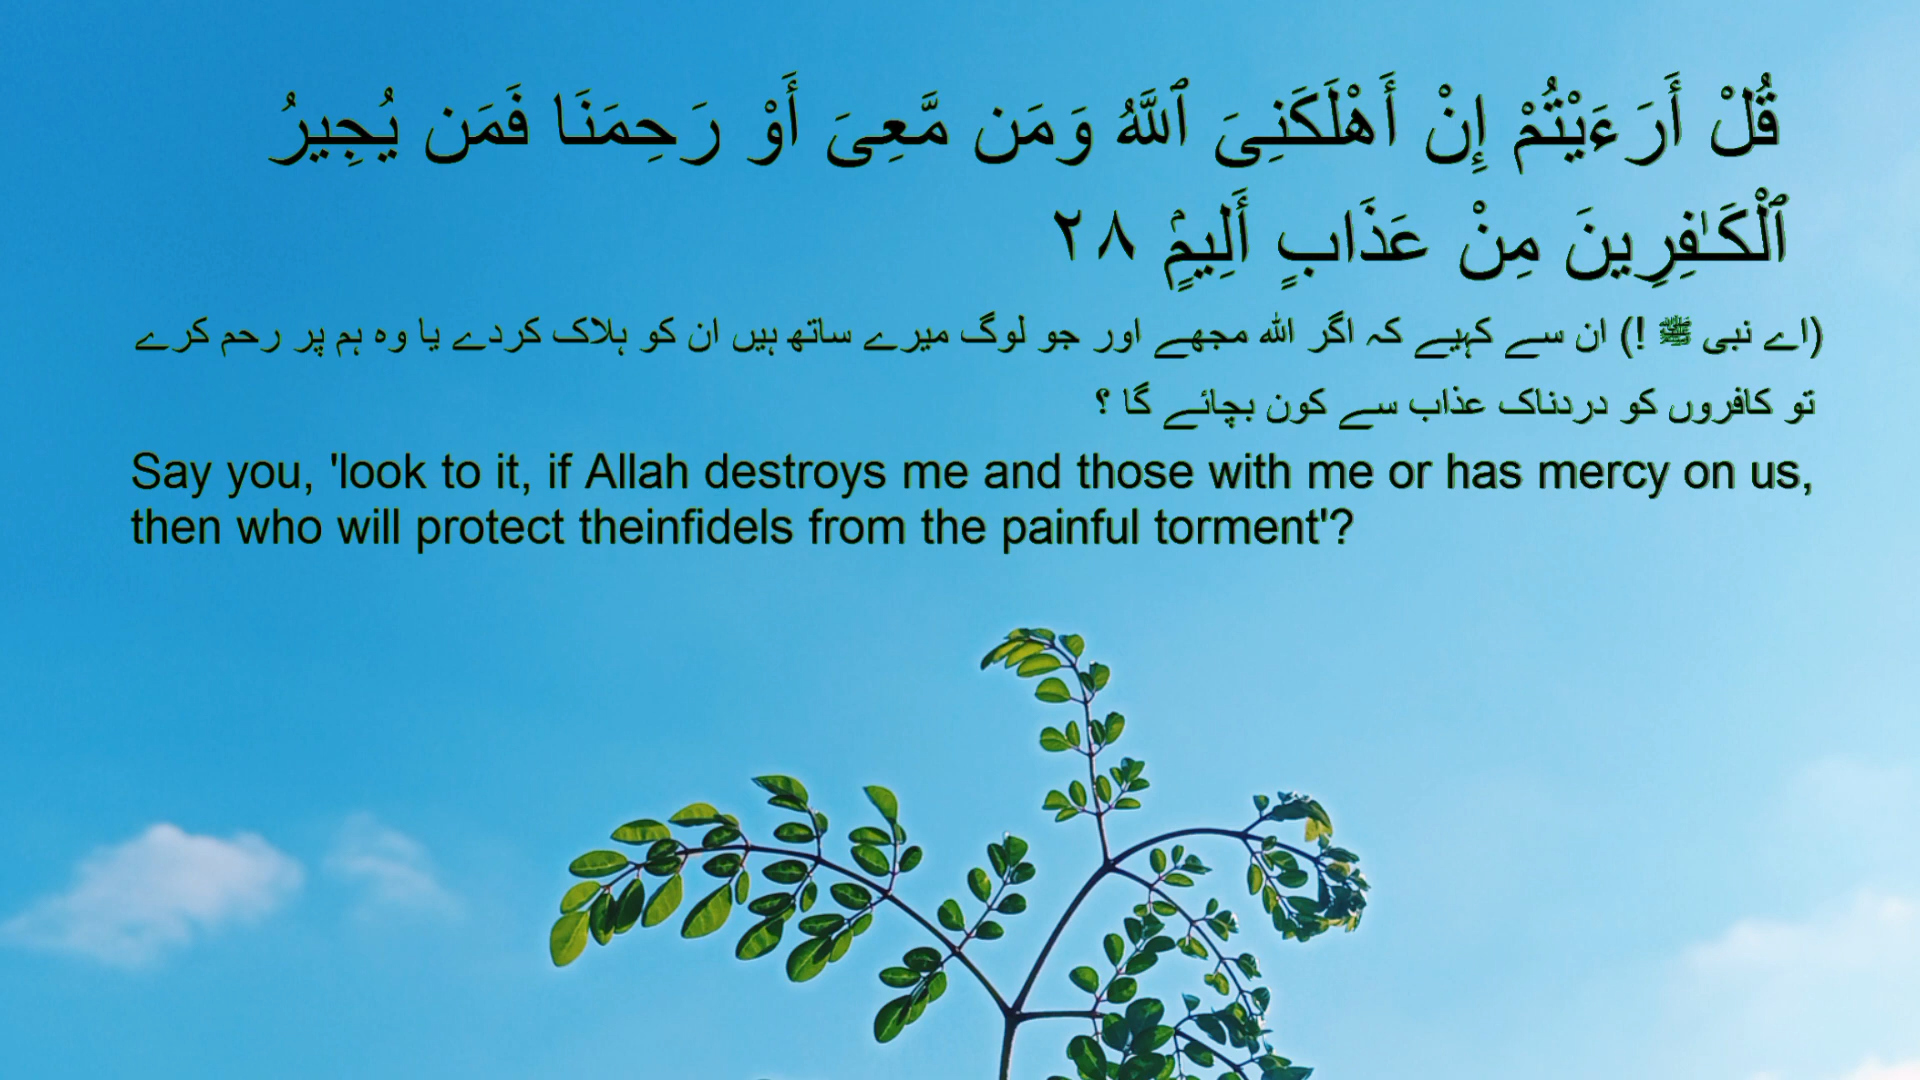 قُلْ أَرَءَيْتُمْ إِنْ أَهْلَكَنِىَ ٱللَّهُ وَمَن مَّعِىَ أَوْ رَحِمَنَا فَمَن يُجِيرُ
ٱلْكَـٰفِرِينَ مِنْ عَذَابٍ أَلِيمٍۢ ٢٨
(اے نبی ﷺ !) ان سے کہیے کہ اگر اللہ مجھے اور جو لوگ میرے ساتھ ہیں ان کو ہلاک کردے یا وہ ہم پر رحم کرے
تو کافروں کو دردناک عذاب سے کون بچائے گا ؟
Say you, 'look to it, if Allah destroys me and those with me or has mercy on us,
then who will protect theinfidels from the painful torment'?